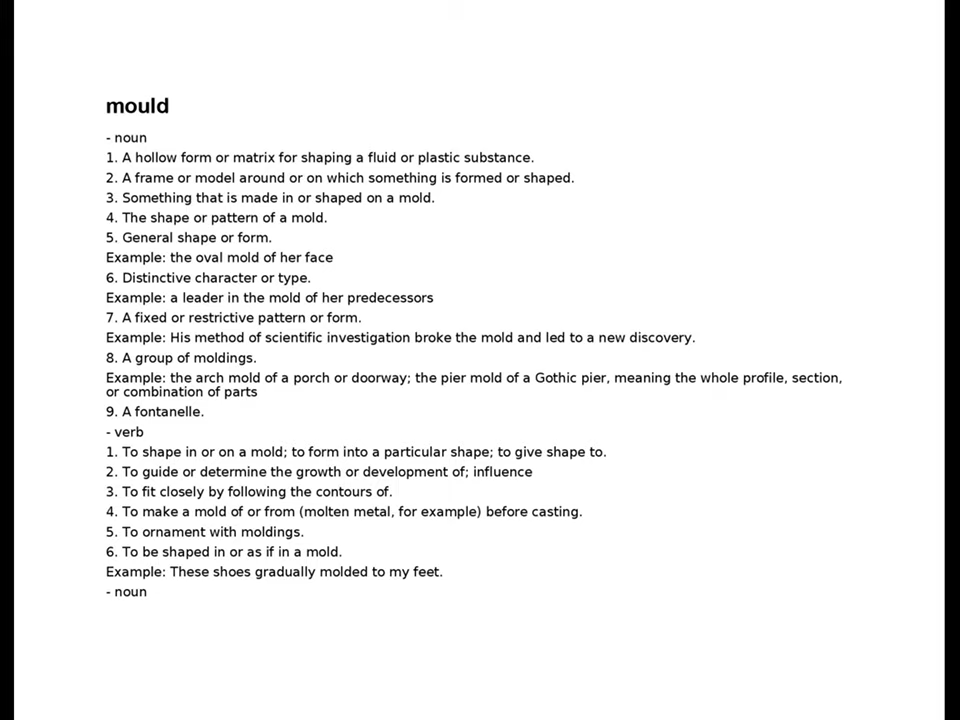 mould
- noun
1. A hollow form or matrix for shaping a fluid or plastic substance.
2. A frame or model around or on which something is formed or shaped.
3. Something that is made in or shaped on a mold.
4. The shape or pattern of a mold.
5. General shape or form.
Example: the oval mold of her face
6. Distinctive character or type.
Example: a leader in the mold of her predecessors
7. A fixed or restrictive pattern or form.
Example: His method of scientific investigation broke the mold and led to a new discovery.
8. A group of moldings.
Example: the arch mold of a porch or doorway; the pier mold of a Gothic pier, meaning the whole profile, section,
or combination of parts
9. A fontanelle.
- verb
1. To shape in or on a mold; to form into a particular shape; to give shape to.
2. To guide or determine the growth or development of; influence
3. To fit closely by following the contours of.
4. To make a mold of or from (molten metal, for example) before casting.
5. To ornament with moldings.
6. To be shaped in or as if in a mold.
Example: These shoes gradually molded to my feet.
- noun